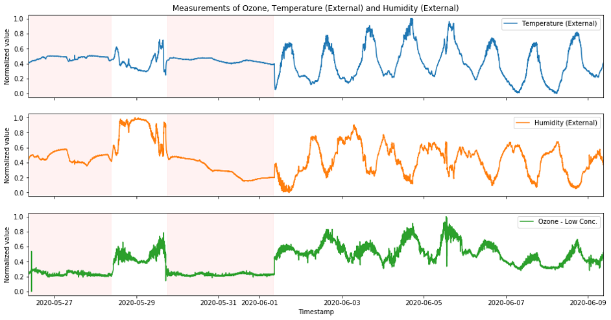 Measurements of Ozone, Temperature (External) and Humidity (External)
Normalized value
1.0
0.8
0.6
0.4
0.2
0.0
Temperature (External)
Normalized value
1.0
0.8
0.6
0.4
0.2
0.0
Humidity (External)
Normalized value
1.0
0.8
0.6
0.4
0.2
0.0
Ozone - Low Conc.
2020-05-27 2020-05-29 2020-05-31 2020-06-01 2020-06-03 2020-06-05 2020-06-07 2020-06-09
Timestamp